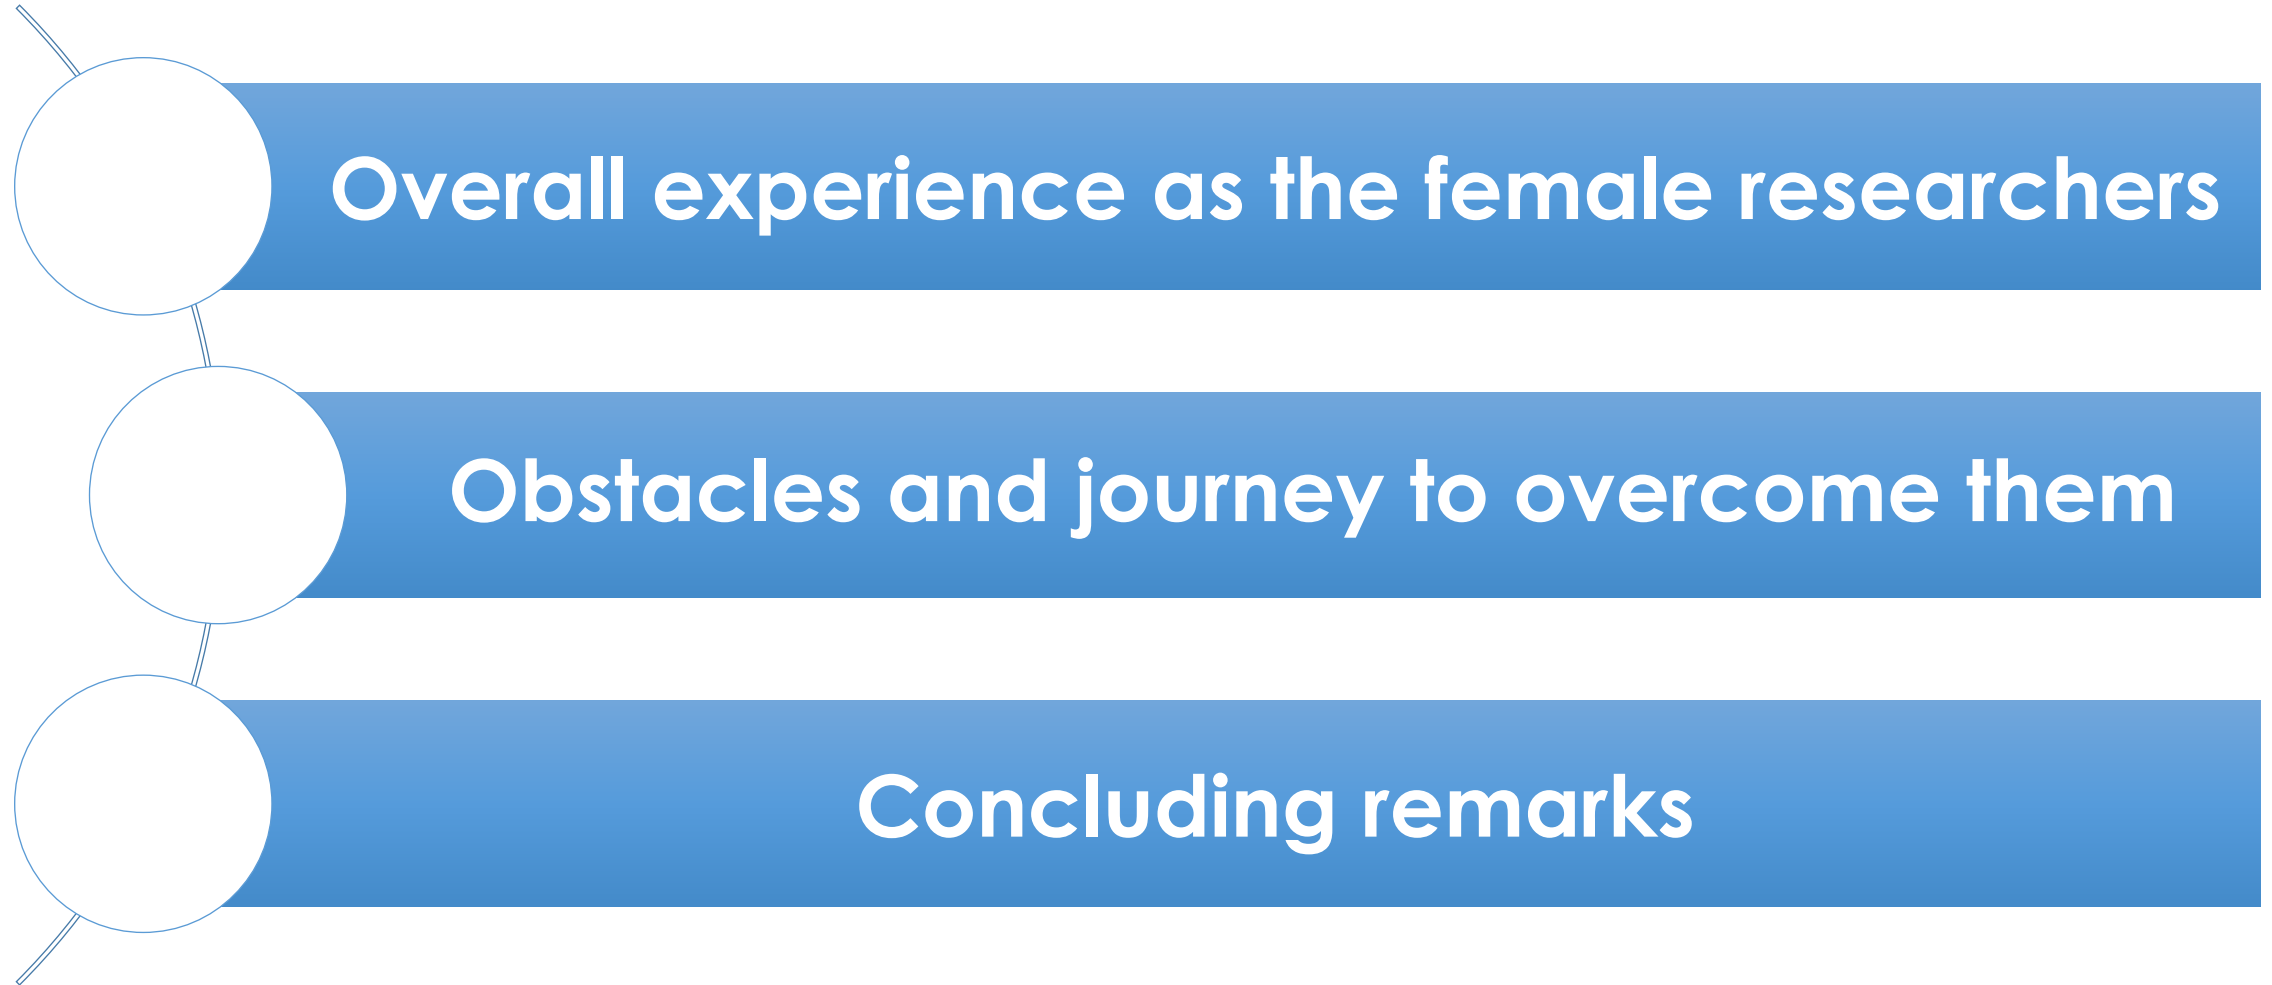 Overall experience as the female researchers
Obstacles and journey to overcome them
Concluding remarks